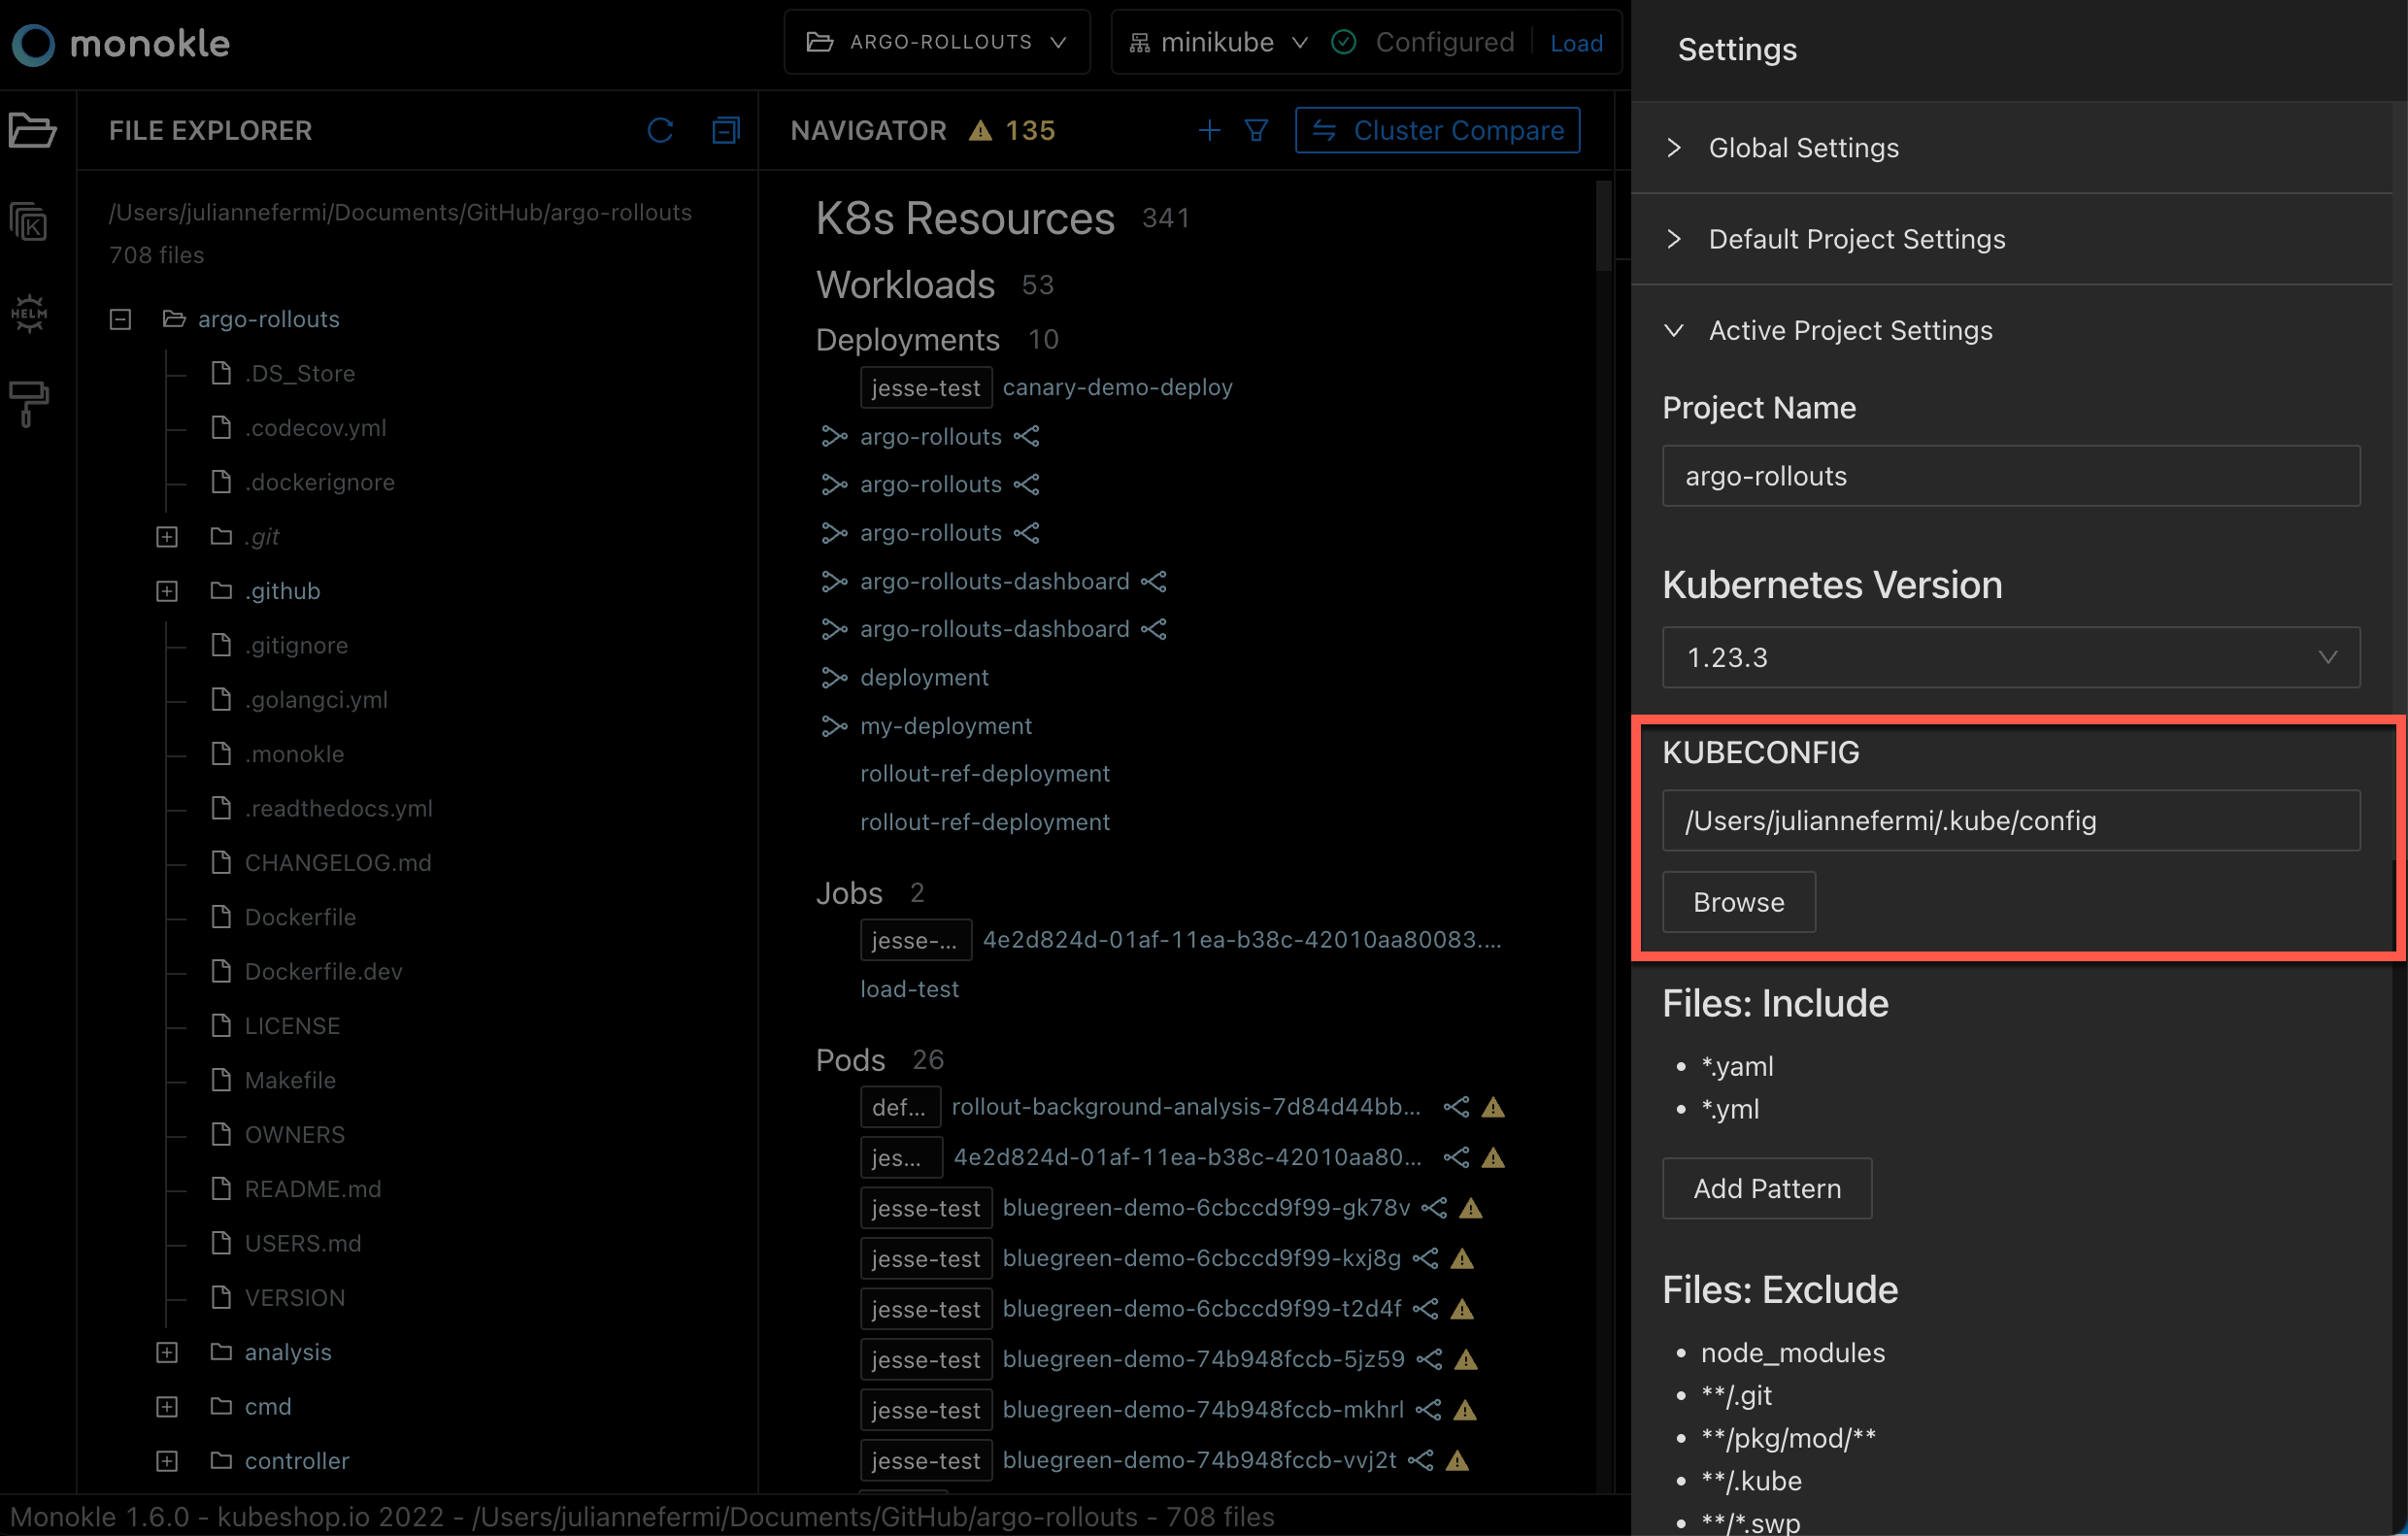 monokle
ARGO-ROLLOUTS
minikube
Configured
Load
Settings
FILE EXPLORER
/Users/juliannefermi/Documents/GitHub/argo-rollouts
708 files
argo-rollouts
.DS_Store
.codecov.yml
.dockerignore
.git
.github
.gitignore
.golangci.yml
.monokle
.readthedocs.yml
CHANGELOG.md
Dockerfile
Dockerfile.dev
LICENSE
Makefile
OWNERS
README.md
USERS.md
VERSION
analysis
cmd
controller
K
HELM
NAVIGATOR 135
Cluster Compare
K8s Resources 341
Workloads 53
Deployments 10
jesse-test canary-demo-deploy
argo-rollouts
argo-rollouts
argo-rollouts
argo-rollouts-dashboard
argo-rollouts-dashboard
deployment
my-deployment
rollout-ref-deployment
rollout-ref-deployment
Jobs 2
jesse-... 4e2d824d-01af-11ea-b38c-42010aa80083....
load-test
Pods 26
def... rollout-background-analysis-7d84d44bb...
jes... 4e2d824d-01af-11ea-b38c-42010aa80...
jesse-test bluegreen-demo-6cbccd9f99-gk78v
jesse-test bluegreen-demo-6cbccd9f99-kxj8g
jesse-test bluegreen-demo-6cbccd9f99-t2d4f
jesse-test bluegreen-demo-74b948fccb-5jz59
jesse-test bluegreen-demo-74b948fccb-mkhrl
jesse-test bluegreen-demo-74b948fccb-vvj2t
Global Settings
Default Project Settings
Active Project Settings
Project Name
argo-rollouts
Kubernetes Version
1.23.3
KUBECONFIG
/Users/juliannefermi/.kube/config
Browse
Files: Include
• *.yaml
• *.yml
Add Pattern
Files: Exclude
• node_modules
• **/.git
• **/pkg/mod/**
• **/.kube
• **/*.swp
Monokle 1.6.0 - kubeshop.io 2022 - /Users/juliannefermi/Documents/GitHub/argo-rollouts - 708 files